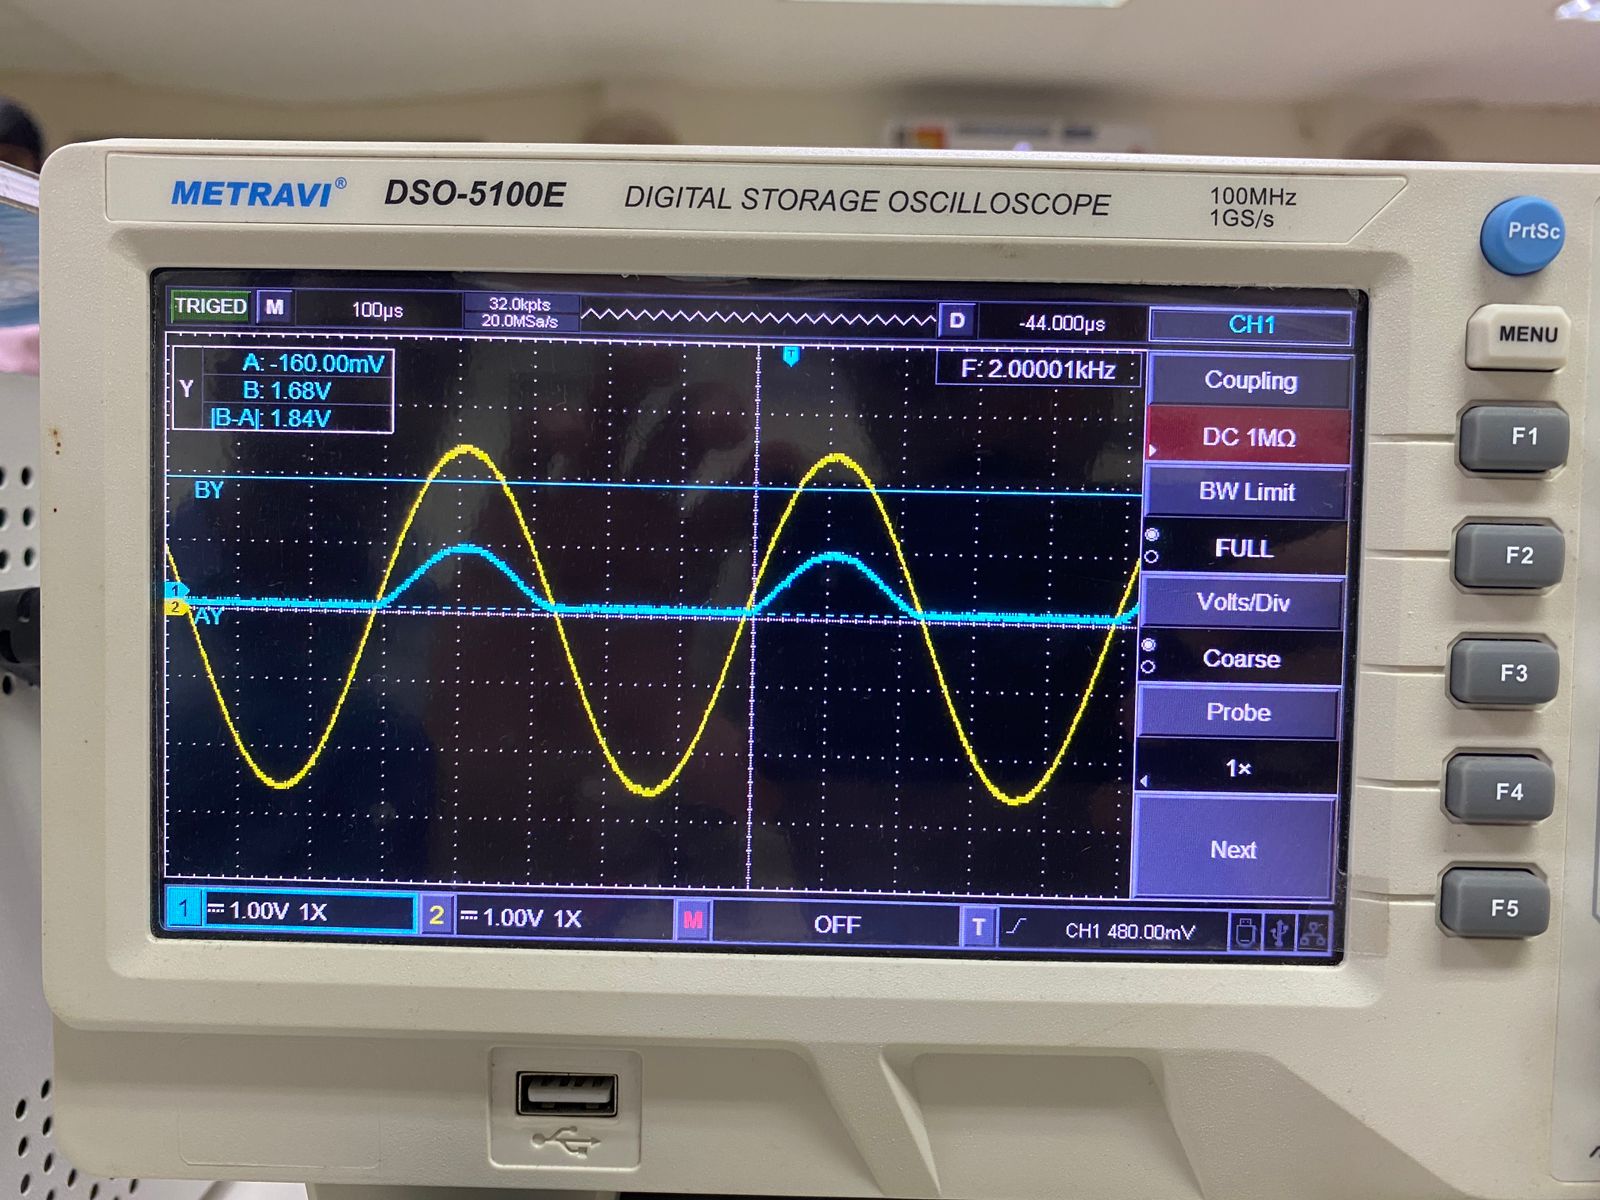 METRAVI® DSO-5100E DIGITAL STORAGE OSCILLOSCOPE 100MHz
1GS/s
PrtSc
TRIGED M 100μs 32.0kpts
20.0MSa/s
D -44.000μs CH1
MENU
Y A: -160.00mV
B: 1.68V
|B-A|: 1.84V
T
F: 2.00001kHz
Coupling
DC 1MΩ
F1
BY
BW Limit
FULL
F2
1
2
AY
Volts/Div
Coarse
F3
Probe
1×
F4
Next
1 1.00V 1X 2 1.00V 1X M OFF T CH1 480.00mV
F5